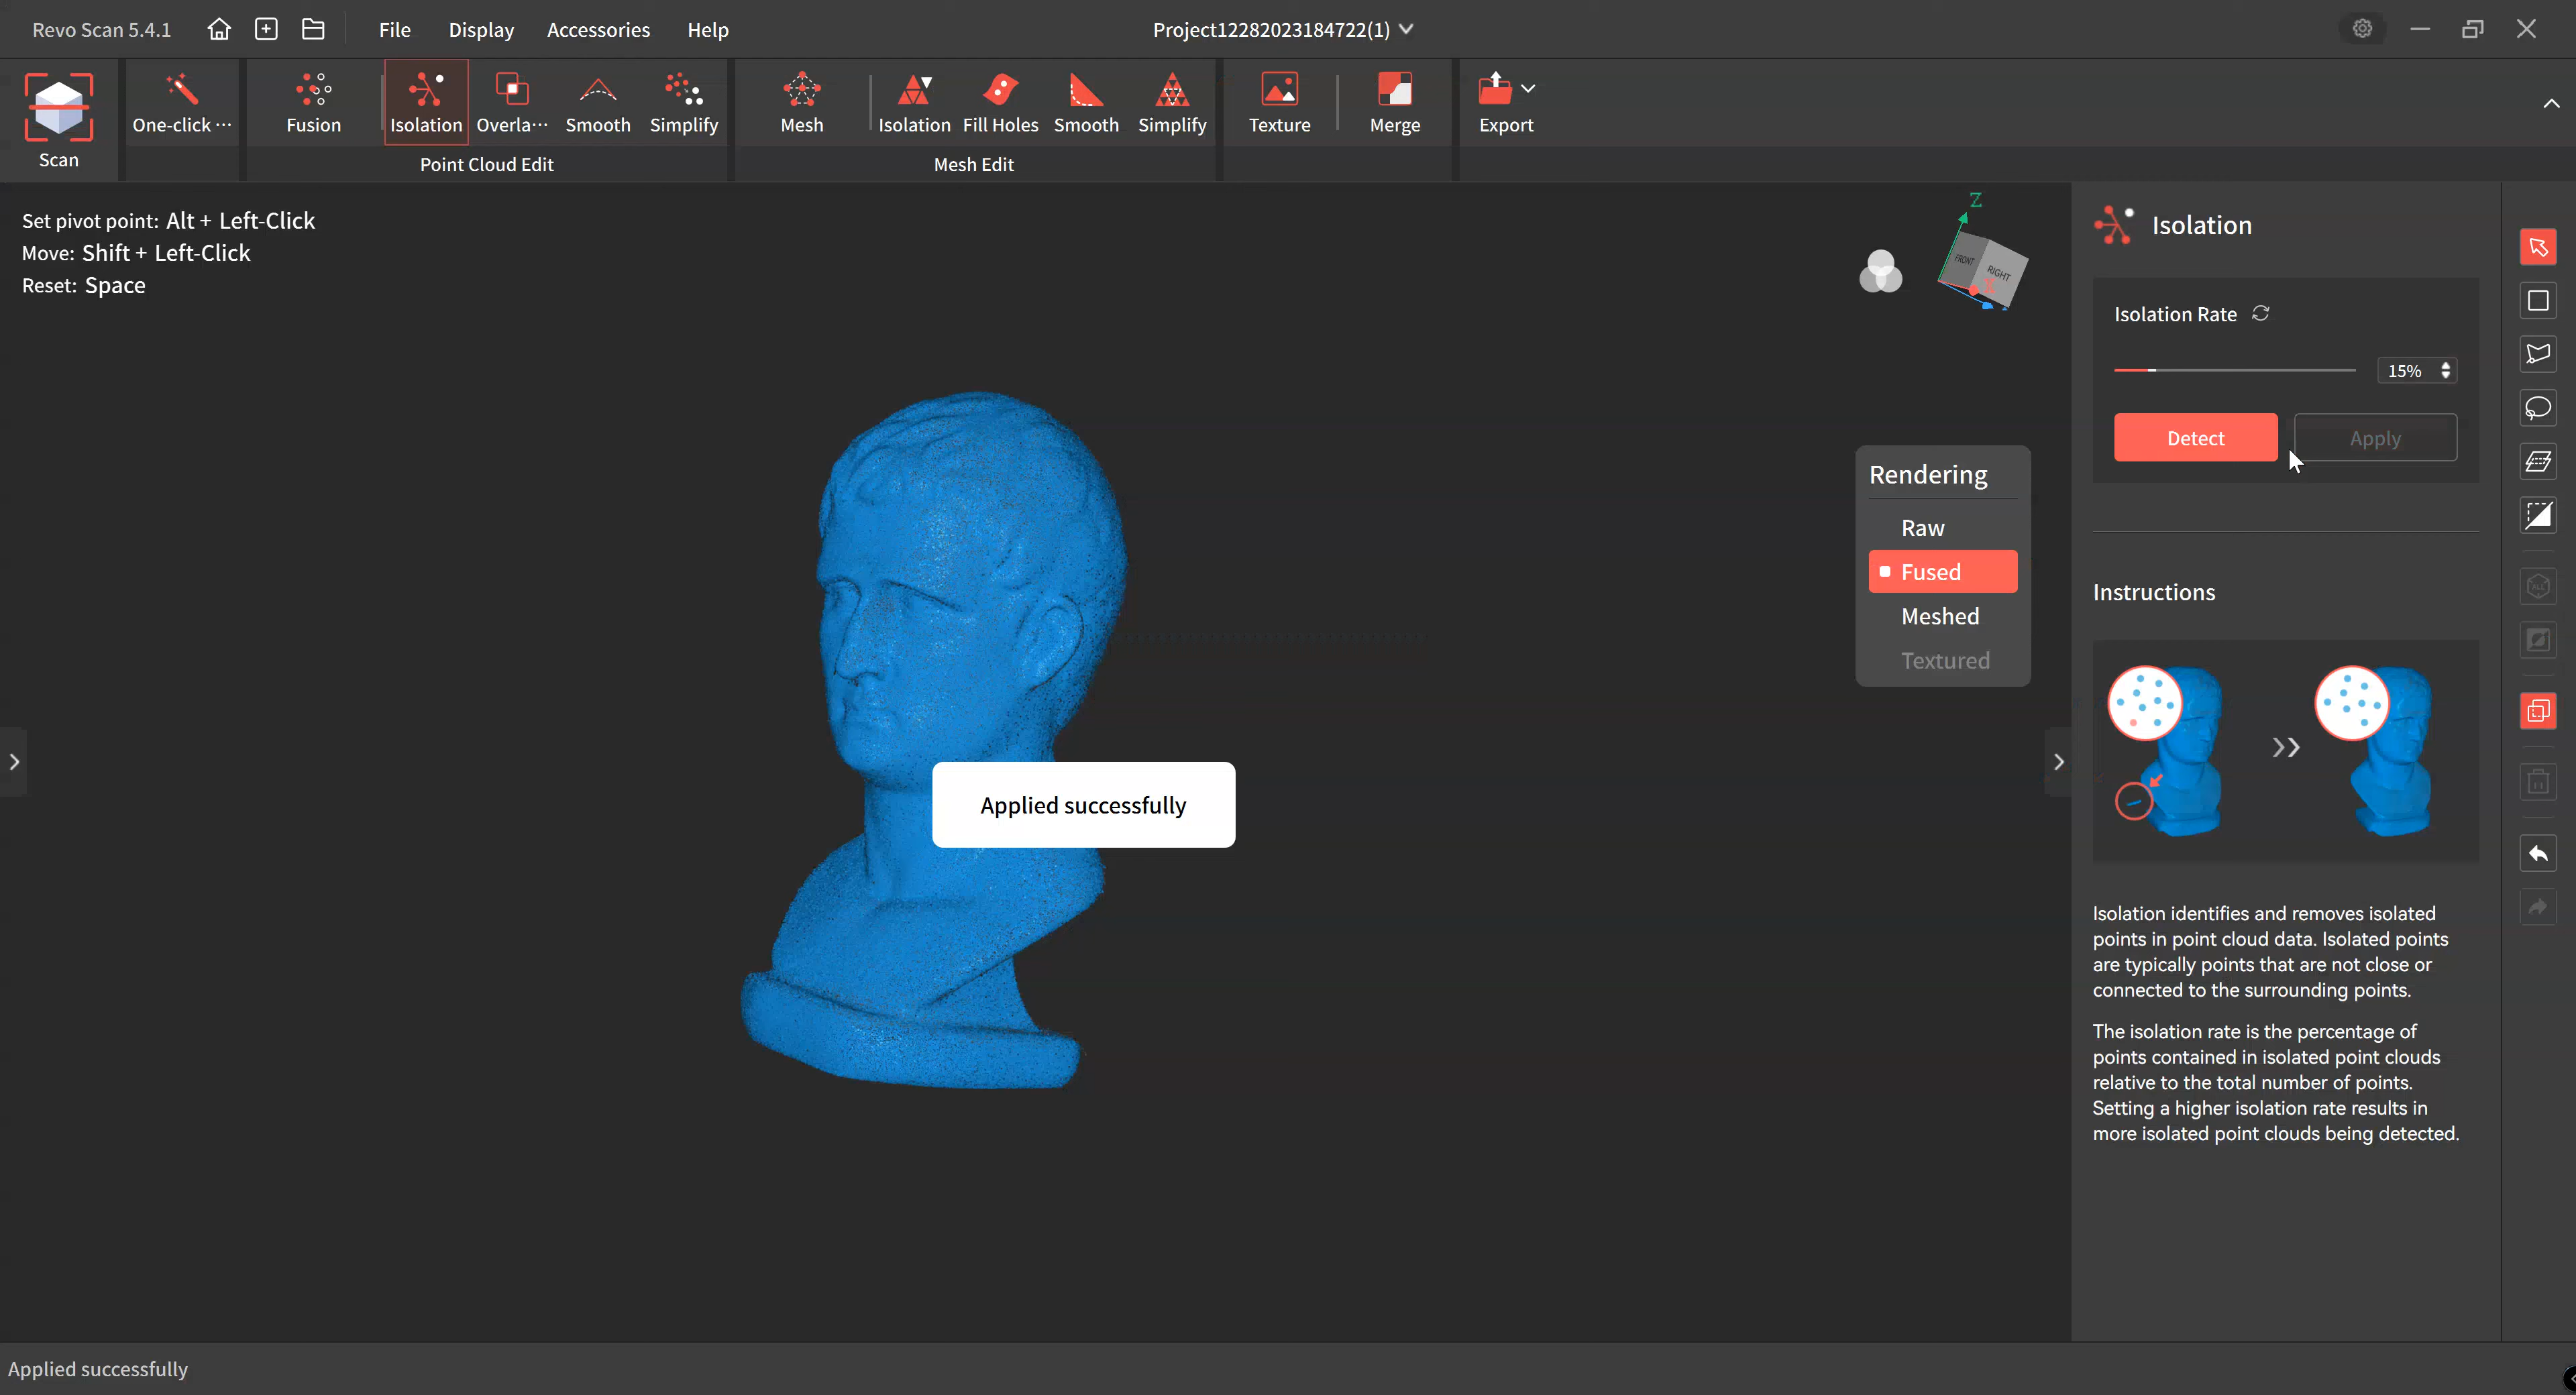 Revo Scan 5.4.1
File
Display
Accessories
Help
Project12282023184722(1)
Scan
One-click ···
Fusion
Isolation
Overla···
Smooth
Simplify
Point Cloud Edit
Mesh
Isolation
Fill Holes
Smooth
Simplify
Mesh Edit
Texture
Merge
Export
Set pivot point: Alt + Left-Click
Move: Shift + Left-Click
Reset: Space
Z
FRONT
RIGHT
X
Rendering
Raw
Fused
Meshed
Textured
Applied successfully
Isolation
Isolation Rate
15%
Detect
Apply
Instructions
Isolation identifies and removes isolated
points in point cloud data. Isolated points
are typically points that are not close or
connected to the surrounding points.
The isolation rate is the percentage of
points contained in isolated point clouds
relative to the total number of points.
Setting a higher isolation rate results in
more isolated point clouds being detected.
ALL
Applied successfully